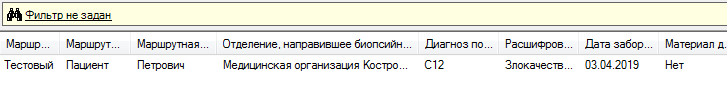 Фильтр не задан
Маршр... Маршрут... Маршрутная... Отделение, направившее биопсийн... Диагноз по... Расшифров... Дата забор... Материал д...
Тестовый Пациент Петрович Медицинская организация Костро... C12 Злокачеств... 03.04.2019 Нет